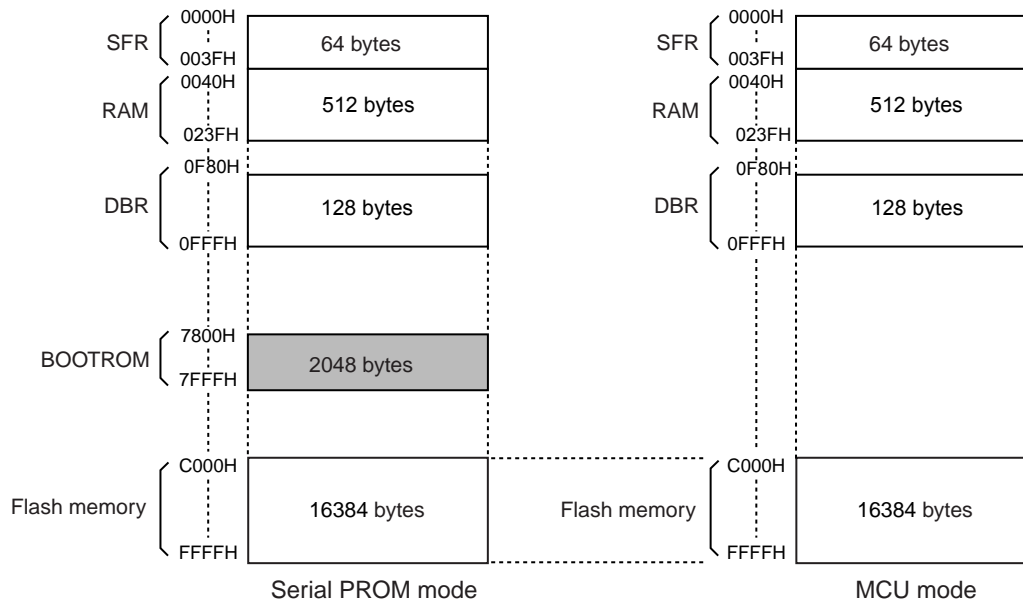 0000H
SFR
64 bytes
003FH
0040H
RAM
512 bytes
023FH
0F80H
DBR
128 bytes
0FFFH
7800H
BOOTROM
2048 bytes
7FFFH
C000H
Flash memory
16384 bytes
FFFFH
Serial PROM mode
0000H
SFR
64 bytes
003FH
0040H
RAM
512 bytes
023FH
0F80H
DBR
128 bytes
0FFFH
C000H
Flash memory
16384 bytes
FFFFH
MCU mode